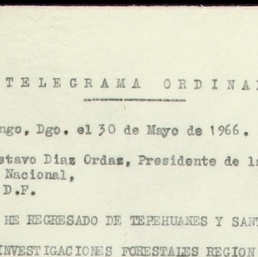 TELEGRAMA ORDINA
ngo, Dgo. el 30 de Mayo de 1966.
stavo Diaz Ordaz, Presidente de la
Nacional,
D.F.
HE REGRESADO DE TEPEHUANES Y SANT
INVESTIGACIONES FORESTALES REGION